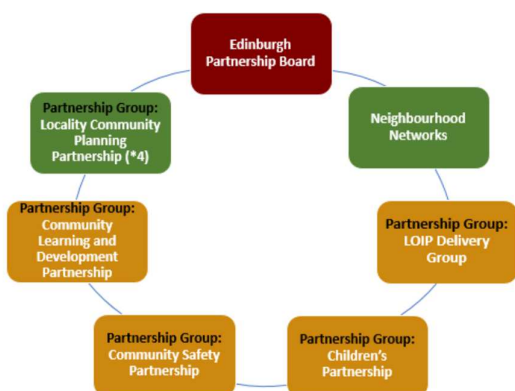 Edinburgh
Partnership Board
Neighbourhood
Networks
Partnership Group:
LOIP Delivery
Group
Partnership Group:
Children's
Partnership
Partnership Group:
Community Safety
Partnership
Partnership Group:
Community
Learning and
Development
Partnership
Partnership Group:
Locality Community
Planning
Partnership (*4)